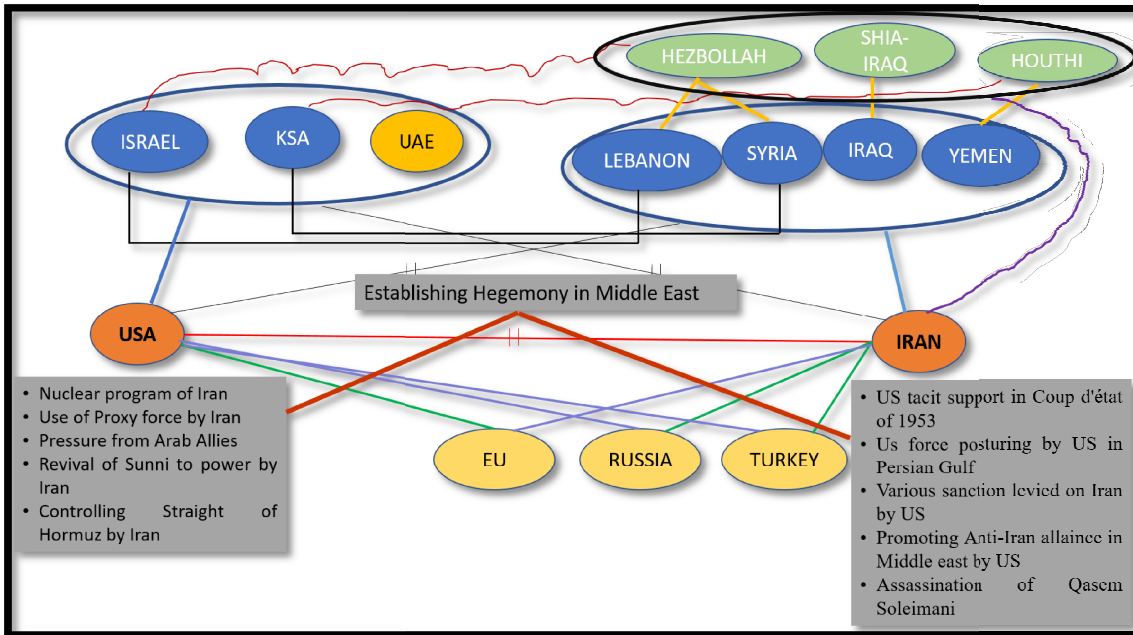 HEZBOLLAH
SHIA-
IRAQ
HOUTHI
ISRAEL
KSA
UAE
LEBANON
SYRIA
IRAQ
YEMEN
Establishing Hegemony in Middle East
USA
IRAN
• Nuclear program of Iran
• Use of Proxy force by Iran
• Pressure from Arab Allies
• Revival of Sunni to power by
Iran
• Controlling Straight of
Hormuz by Iran
EU
RUSSIA
TURKEY
• US tacit support in Coup d'état
of 1953
• Us force posturing by US in
Persian Gulf
• Various sanction levied on Iran
by US
• Promoting Anti-Iran allaince in
Middle east by US
• Assassination of Qasem
Soleimani